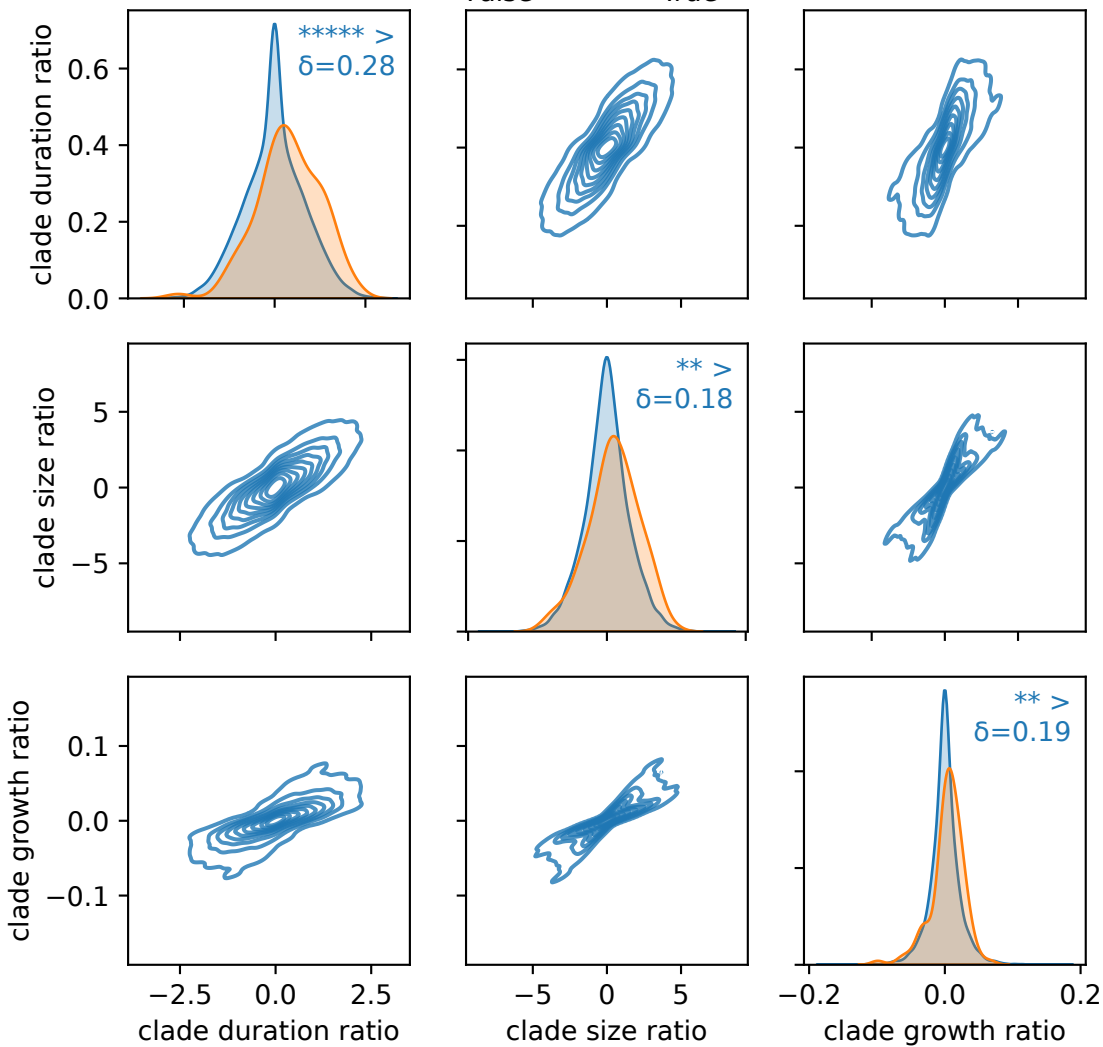 clade duration ratio
0.6
0.4
0.2
0.0
***** >
δ=0.28
clade size ratio
5
0
−5
** >
δ=0.18
clade growth ratio
0.1
0.0
−0.1
** >
δ=0.19
−2.5 0.0 2.5
−5 0 5
−0.2 0.0 0.2
clade duration ratio
clade size ratio
clade growth ratio